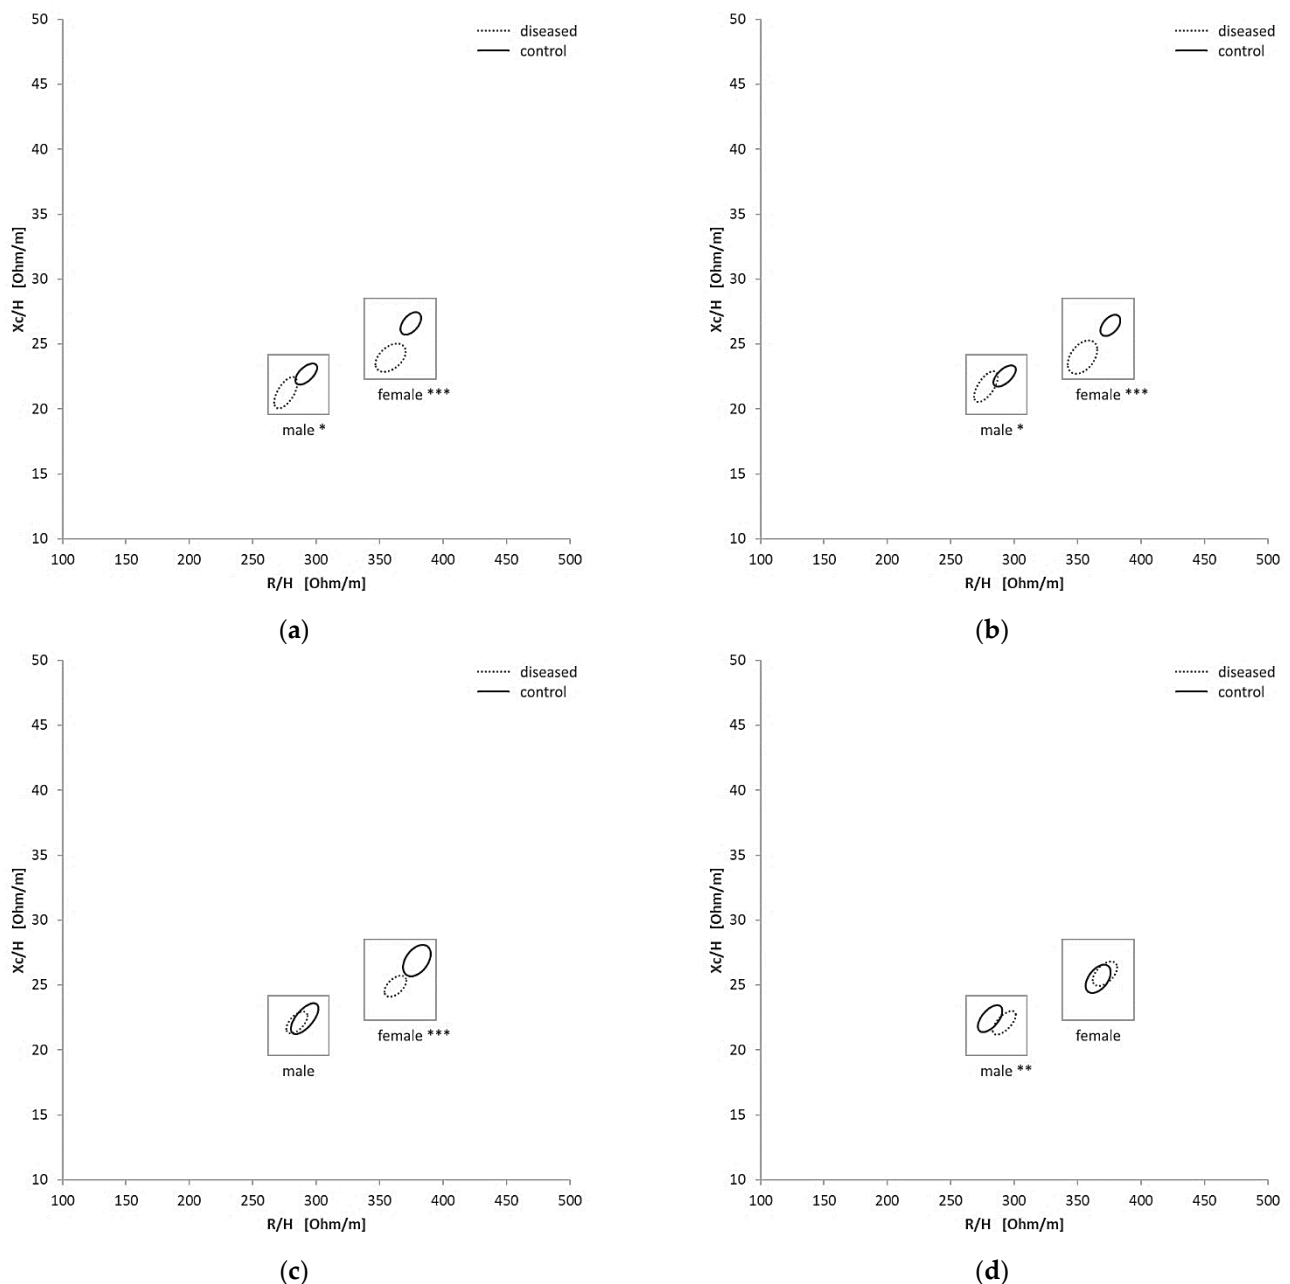 50
diseased
control
45
40
35
Xc/H [Ohm/m]
30
25
female ***
20
male *
15
10
100 150 200 250 300 350 400 450 500
R/H [Ohm/m]
(a)
50
diseased
control
45
40
35
Xc/H [Ohm/m]
30
25
female ***
20
male *
15
10
100 150 200 250 300 350 400 450 500
R/H [Ohm/m]
(b)
50
diseased
control
45
40
35
Xc/H [Ohm/m]
30
25
female ***
20
male
15
10
100 150 200 250 300 350 400 450 500
R/H [Ohm/m]
(c)
50
diseased
control
45
40
35
Xc/H [Ohm/m]
30
25
female
20
male **
15
10
100 150 200 250 300 350 400 450 500
R/H [Ohm/m]
(d)